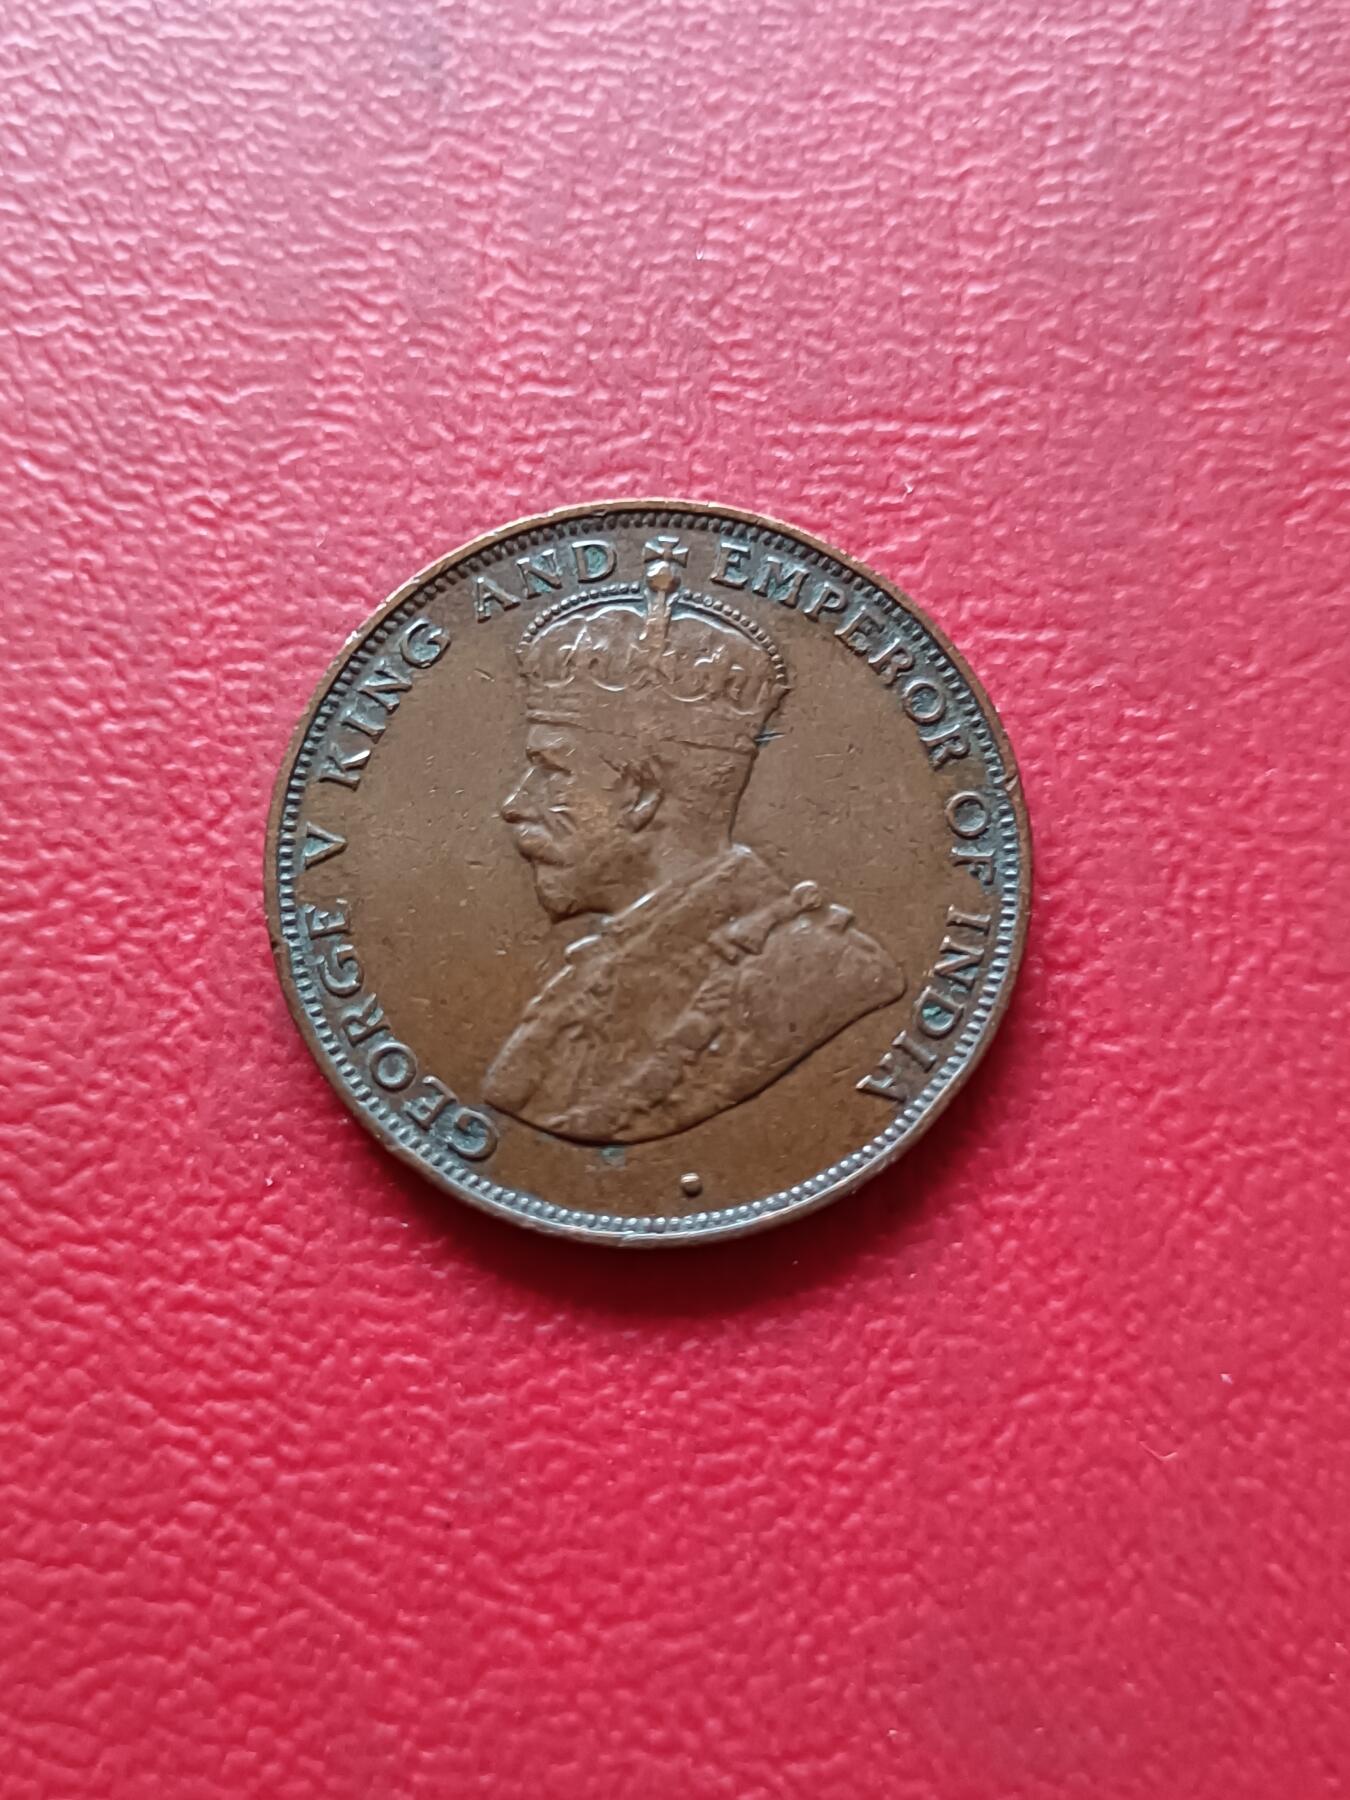 GEORGE V KING AND EMPEROR OF INDIA